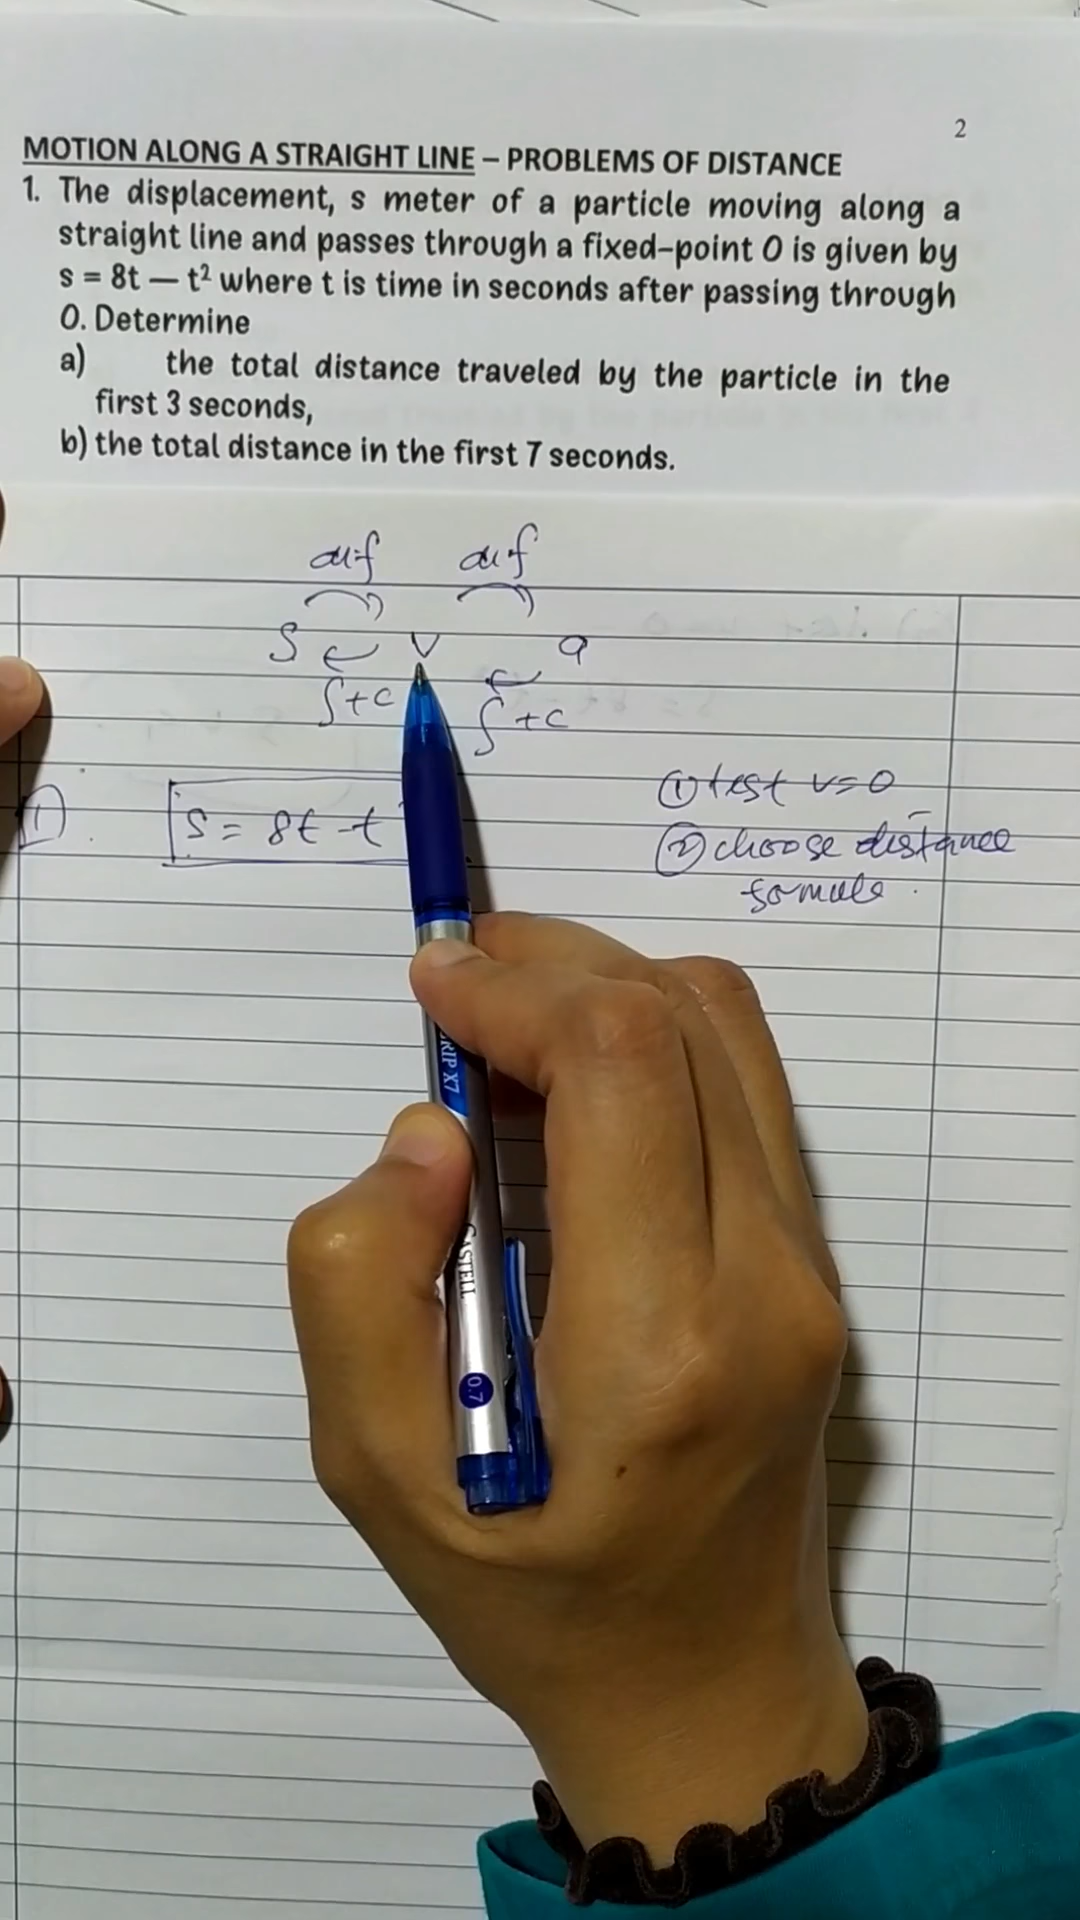 2
MOTION ALONG A STRAIGHT LINE – PROBLEMS OF DISTANCE
1. The displacement, s meter of a particle moving along a
straight line and passes through a fixed-point O is given by
s = 8t — t² where t is time in seconds after passing through
O. Determine
a) the total distance traveled by the particle in the
first 3 seconds,
b) the total distance in the first 7 seconds.
dif dif
S V a
∫+c ∫+c
① test v=0
1) S = 8t - t
② choose distance
formula.
GRIP X7
CASTELL
0.7